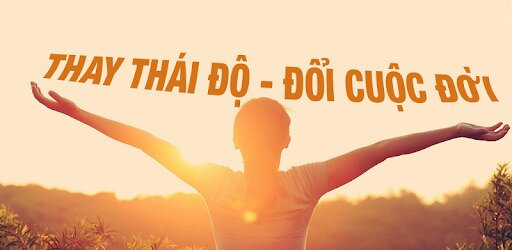 THAY THÁI ĐỘ - ĐỔI CUỘC ĐỜI